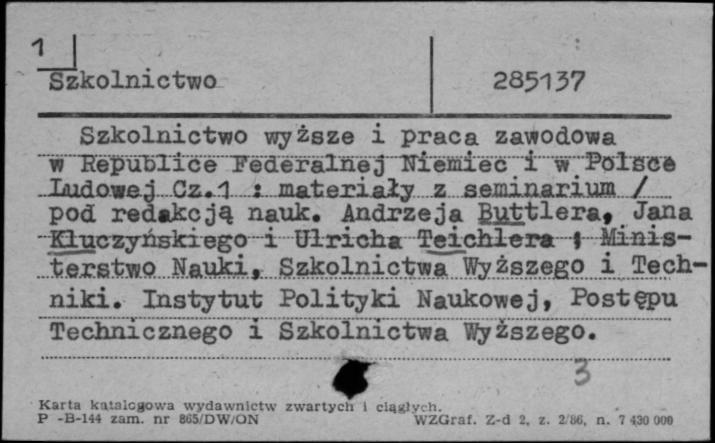 1
Szkolnictwo 285137
Szkolnictwo wyższe i praca zawodowa
w Republice Federalnej Niemiec i w Polsce
Ludowej Cz.1 : materiały z seminarium /
pod redakcją nauk. Andrzeja Buttlera, Jana
Kluczyńskiego i Ulricha Teichlera ; Minis-
terstwo Nauki, Szkolnictwa Wyższego i Tech-
niki. Instytut Polityki Naukowej, Postępu
Technicznego i Szkolnictwa Wyższego.
3
Karta katalogowa wydawnictw zwartych i ciągłych.
P -B-144 zam. nr 865/DW/ON WZGraf. Z-d 2, z. 2/86, n. 7 430 000